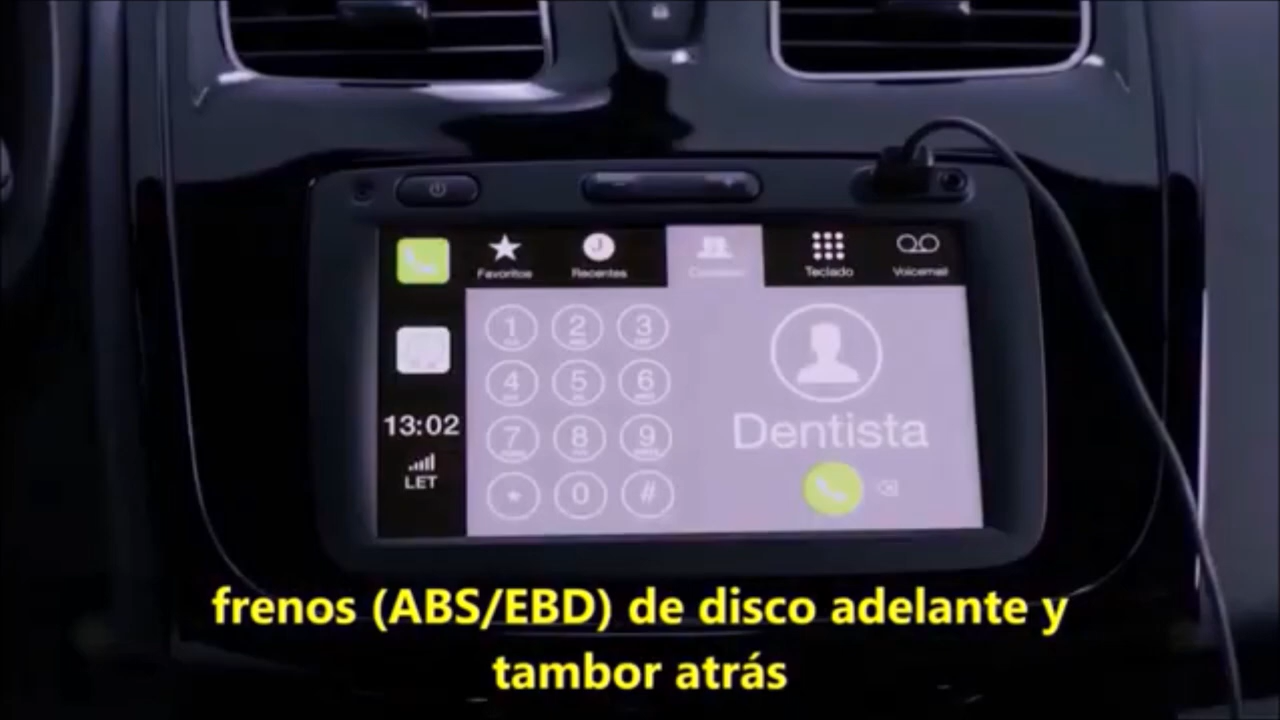 Favoritos
Recentes
Teclado
Voicemail
1 2 3
4 5 6
7 8 9
* 0 #
Dentista
13:02
LET
frenos (ABS/EBD) de disco adelante y
tambor atrás